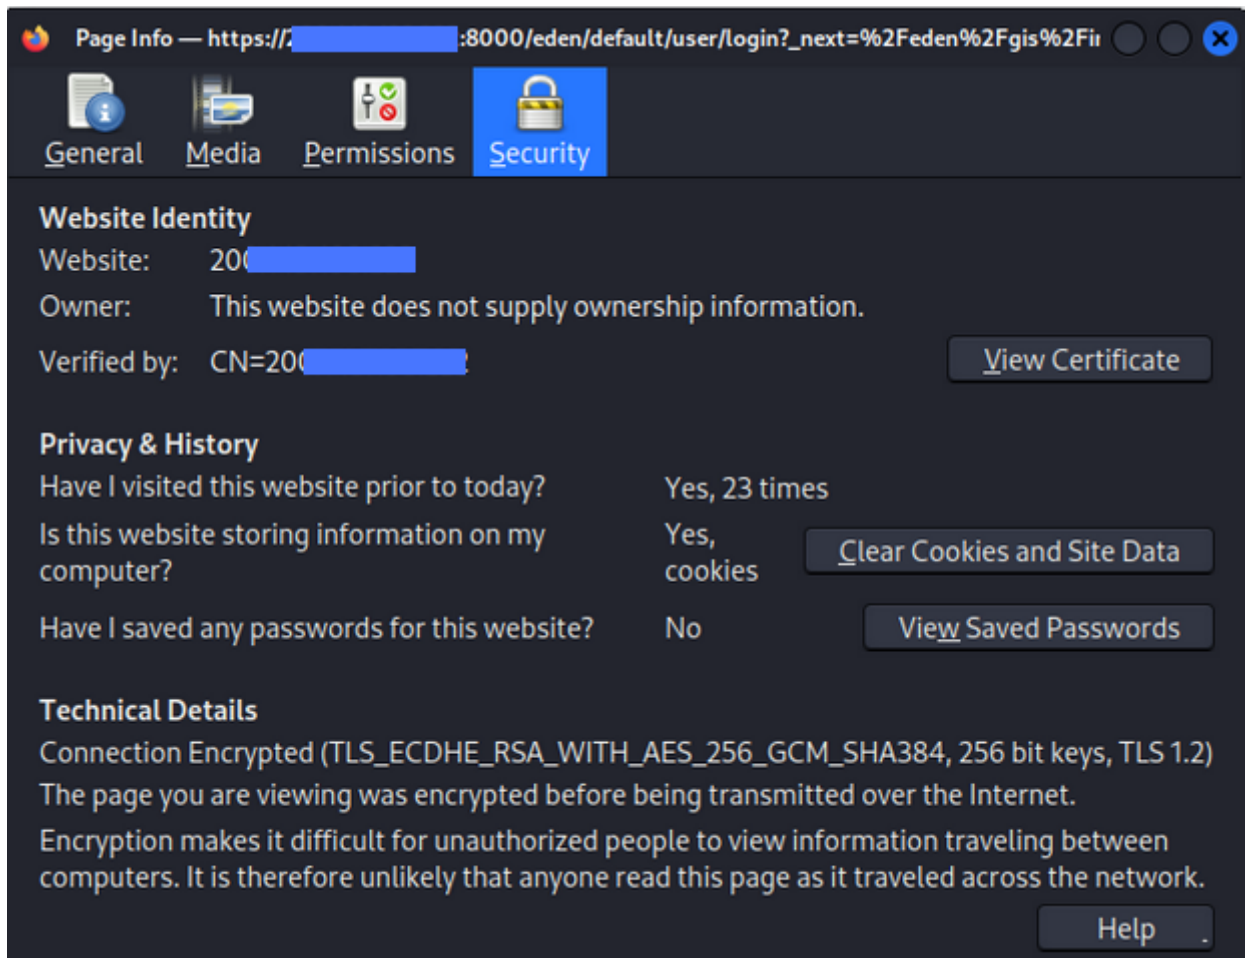 Page Info — https://2 :8000/eden/default/user/login?_next=%2Feden%2Fgis%2Fi
General Media Permissions Security
Website Identity
Website: 20
Owner: This website does not supply ownership information.
Verified by: CN=20
View Certificate
Privacy & History
Have I visited this website prior to today? Yes, 23 times
Is this website storing information on my computer? Yes, cookies
Clear Cookies and Site Data
Have I saved any passwords for this website? No
View Saved Passwords
Technical Details
Connection Encrypted (TLS_ECDHE_RSA_WITH_AES_256_GCM_SHA384, 256 bit keys, TLS 1.2)
The page you are viewing was encrypted before being transmitted over the Internet.
Encryption makes it difficult for unauthorized people to view information traveling between
computers. It is therefore unlikely that anyone read this page as it traveled across the network.
Help